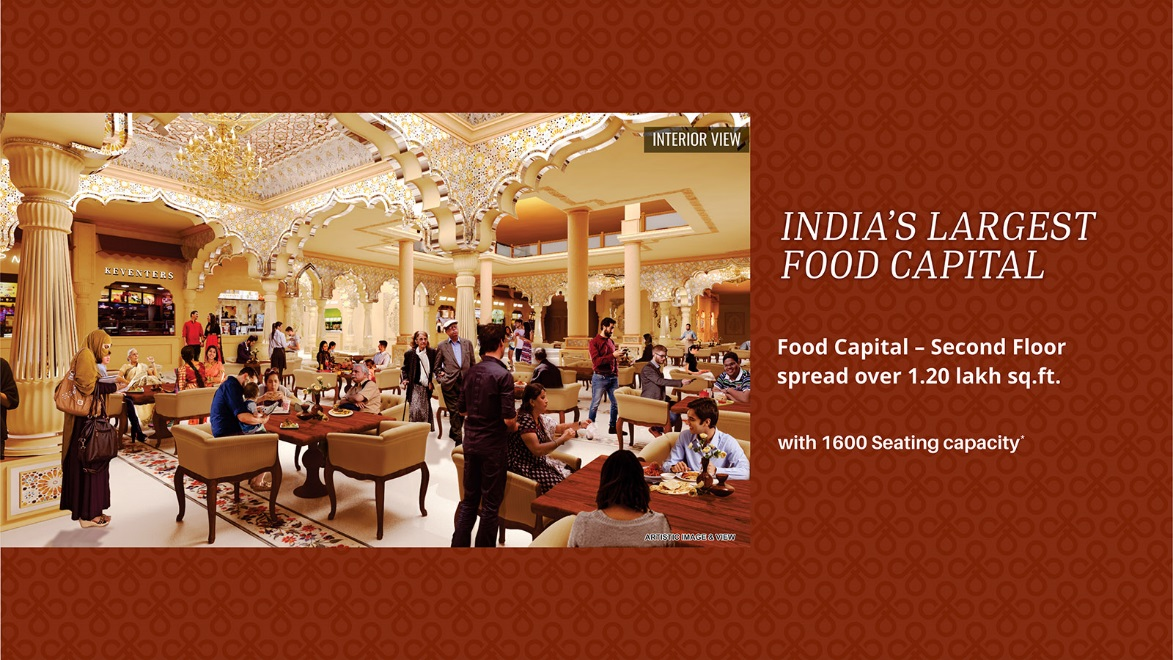 INTERIOR VIEW
KEVENTERS
ARTISTIC IMAGE & VIEW
INDIA'S LARGEST
FOOD CAPITAL
Food Capital – Second Floor
spread over 1.20 lakh sq.ft.
with 1600 Seating capacity*